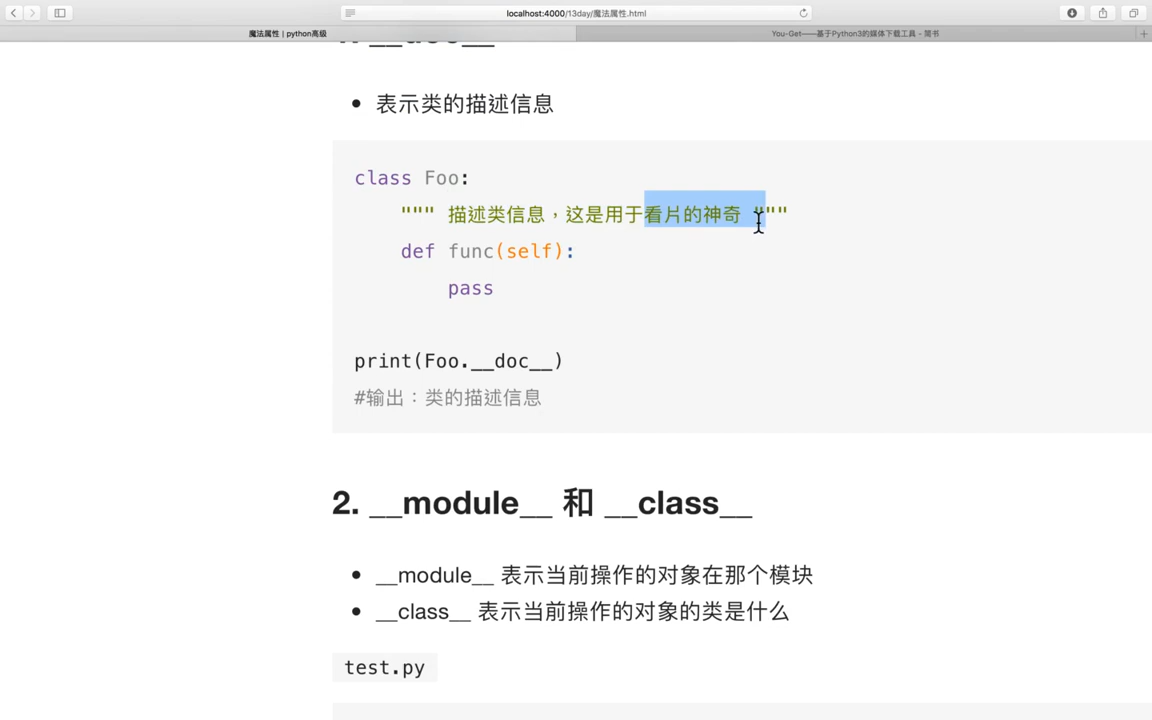 localhost:4000/13day/魔法属性.html
魔法属性 | python高级
You-Get——基于Python3的媒体下载工具 - 简书
1. __doc__
• 表示类的描述信息
class Foo:
    """ 描述类信息，这是用于看片的神奇 """
    def func(self):
        pass
print(Foo.__doc__)
#输出：类的描述信息
2. __module__ 和 __class__
• __module__ 表示当前操作的对象在那个模块
• __class__ 表示当前操作的对象的类是什么
test.py